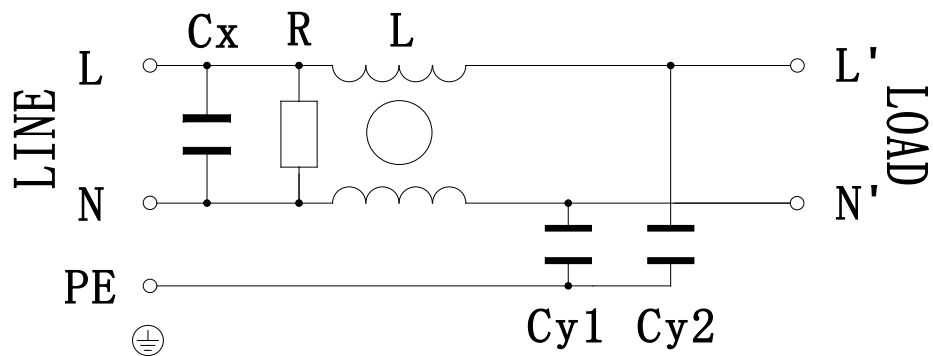 Cx R L
L L'
LINE LOAD
N N'
PE
Cy1 Cy2